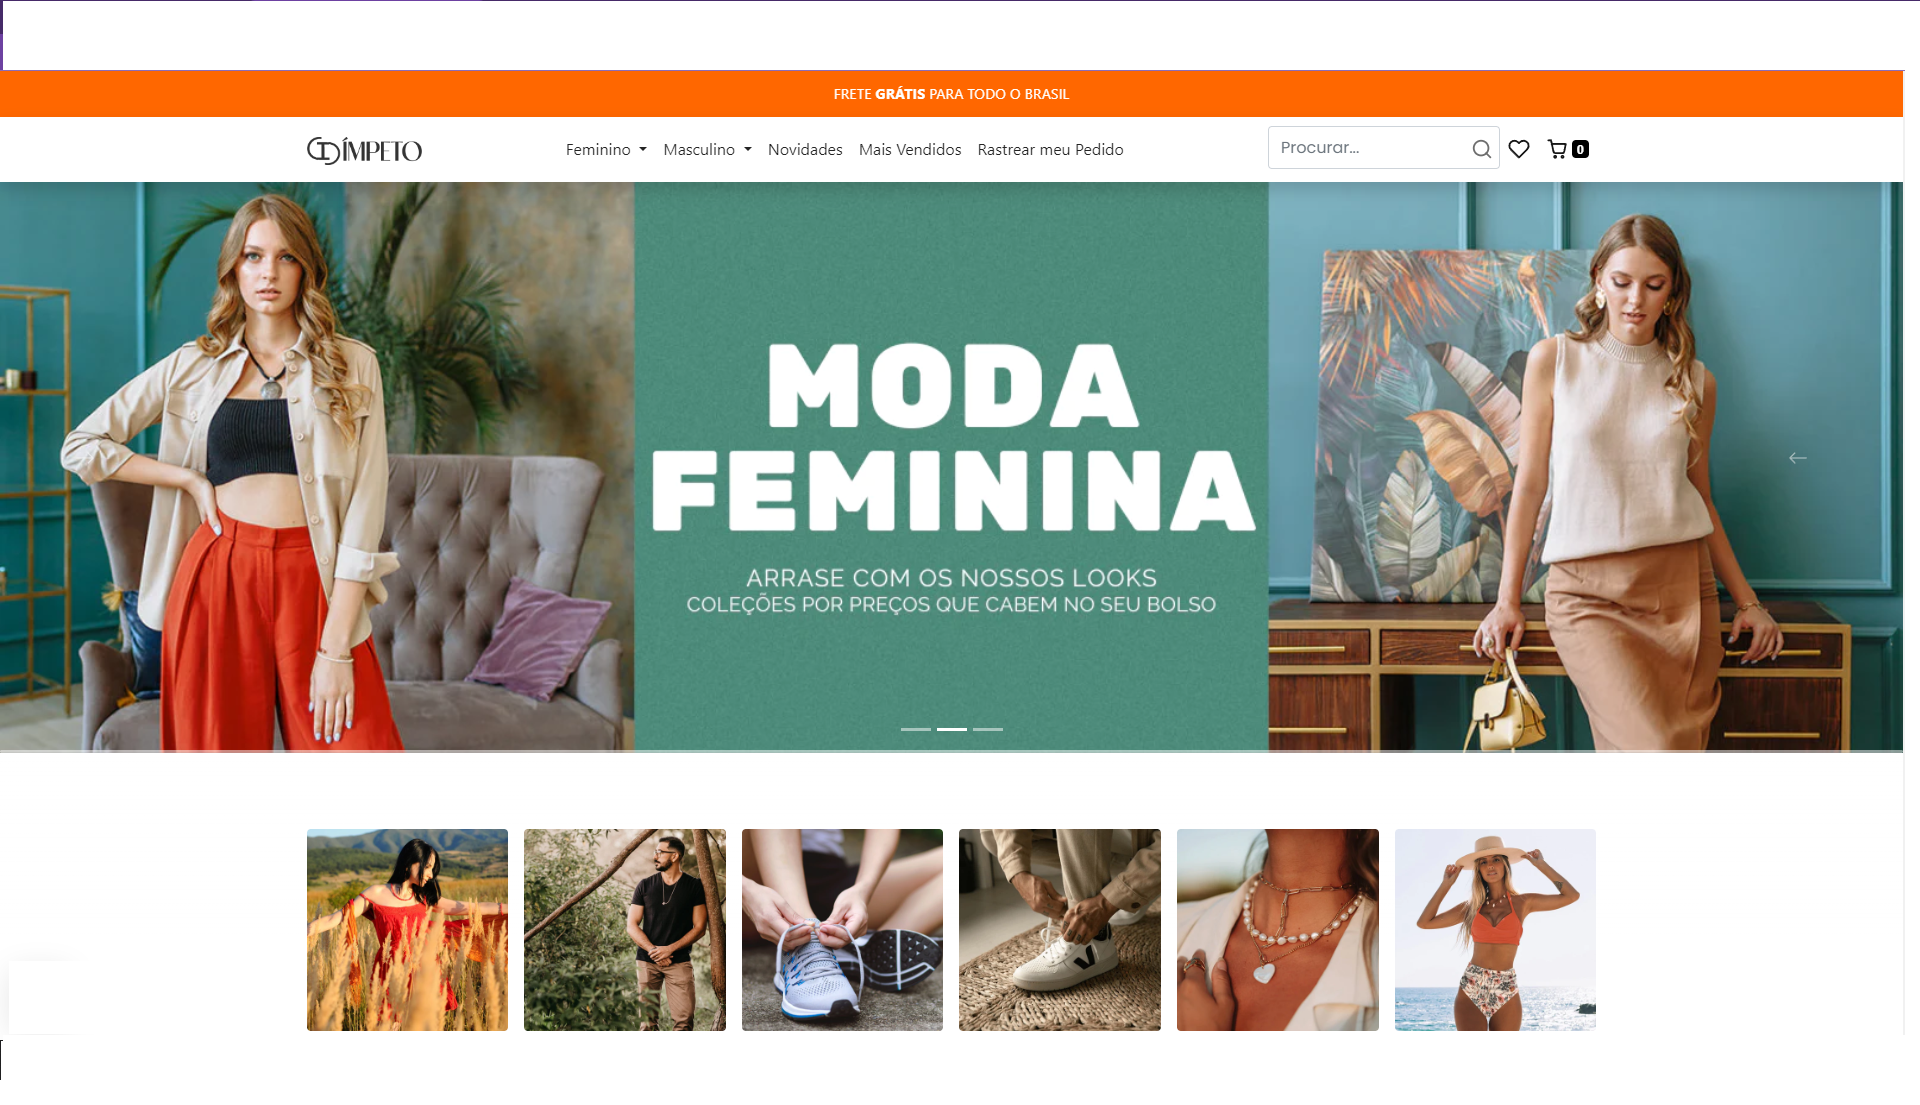 FRETE GRÁTIS PARA TODO O BRASIL
ÍMPETO
Feminino Masculino Novidades Mais Vendidos Rastrear meu Pedido
Procurar...
0
MODA
FEMININA
ARRASE COM OS NOSSOS LOOKS
COLEÇÕES POR PREÇOS QUE CABEM NO SEU BOLSO